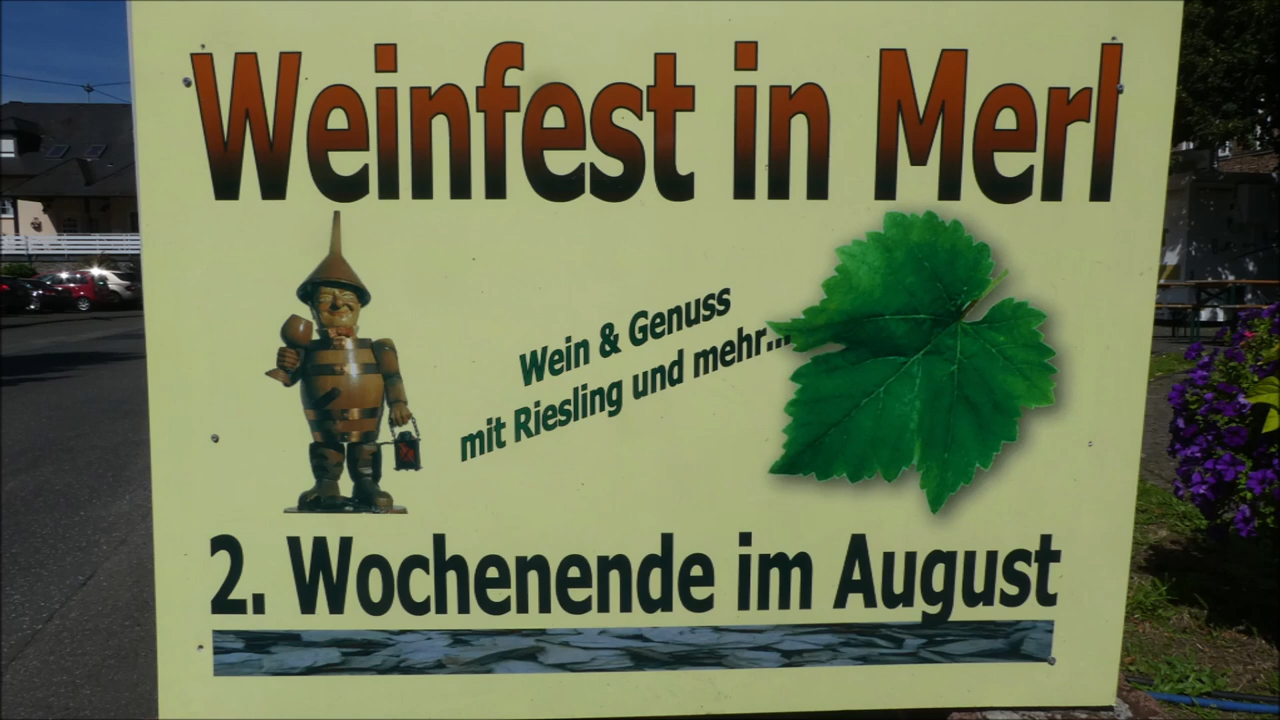 Weinfest in Merl
Wein & Genuss
mit Riesling und mehr...
2. Wochenende im August